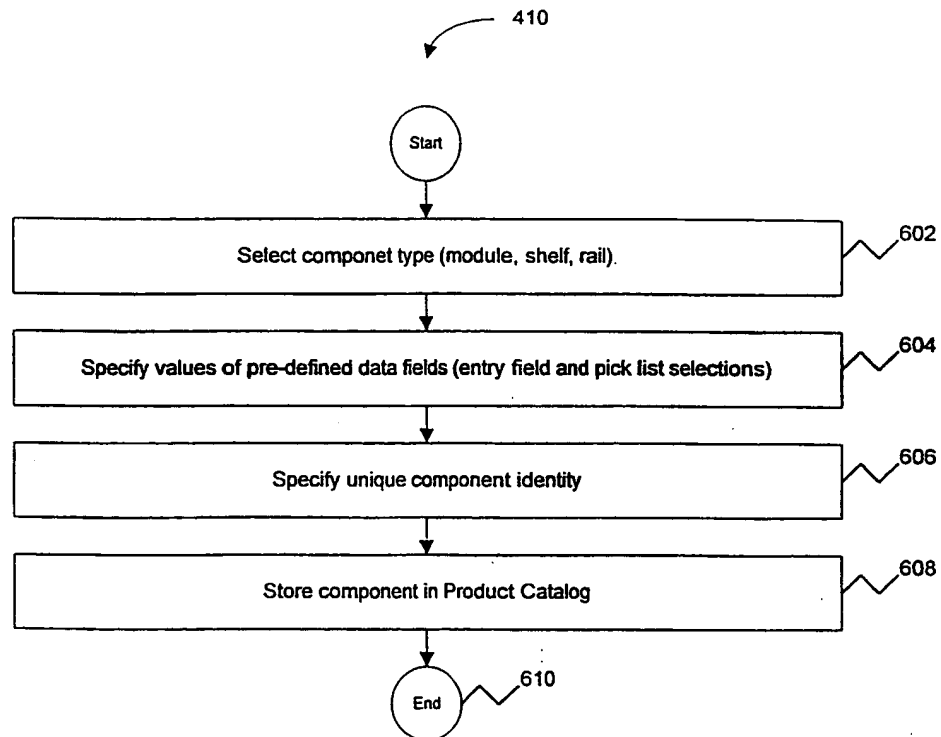 410
Start
Select componet type (module, shelf, rail).
602
Specify values of pre-defined data fields (entry field and pick list selections)
604
Specify unique component identity
606
Store component in Product Catalog
608
End
610